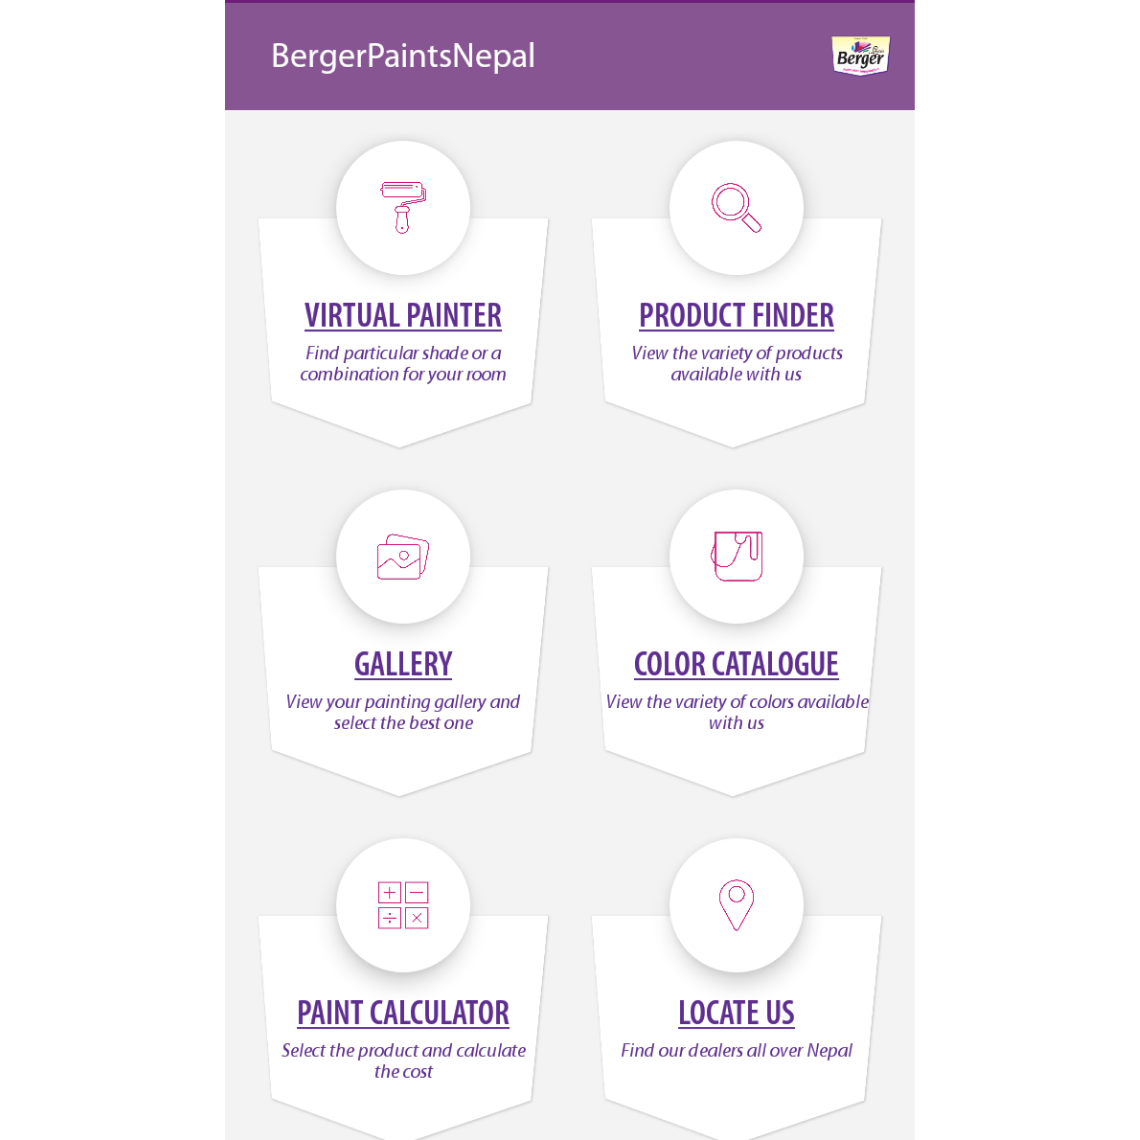 BergerPaintsNepal
Berger
VIRTUAL PAINTER
Find particular shade or a
combination for your room
PRODUCT FINDER
View the variety of products
available with us
GALLERY
View your painting gallery and
select the best one
COLOR CATALOGUE
View the variety of colors available
with us
PAINT CALCULATOR
Select the product and calculate
the cost
LOCATE US
Find our dealers all over Nepal